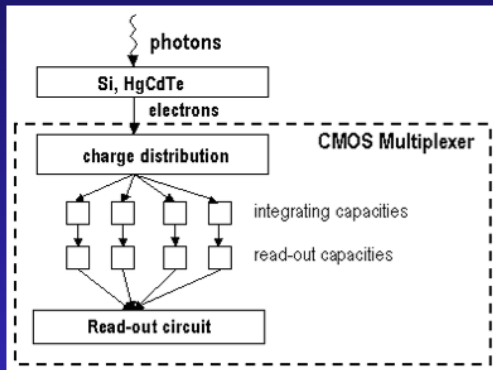 photons
Si, HgCdTe
electrons
CMOS Multiplexer
charge distribution
integrating capacities
read-out capacities
Read-out circuit